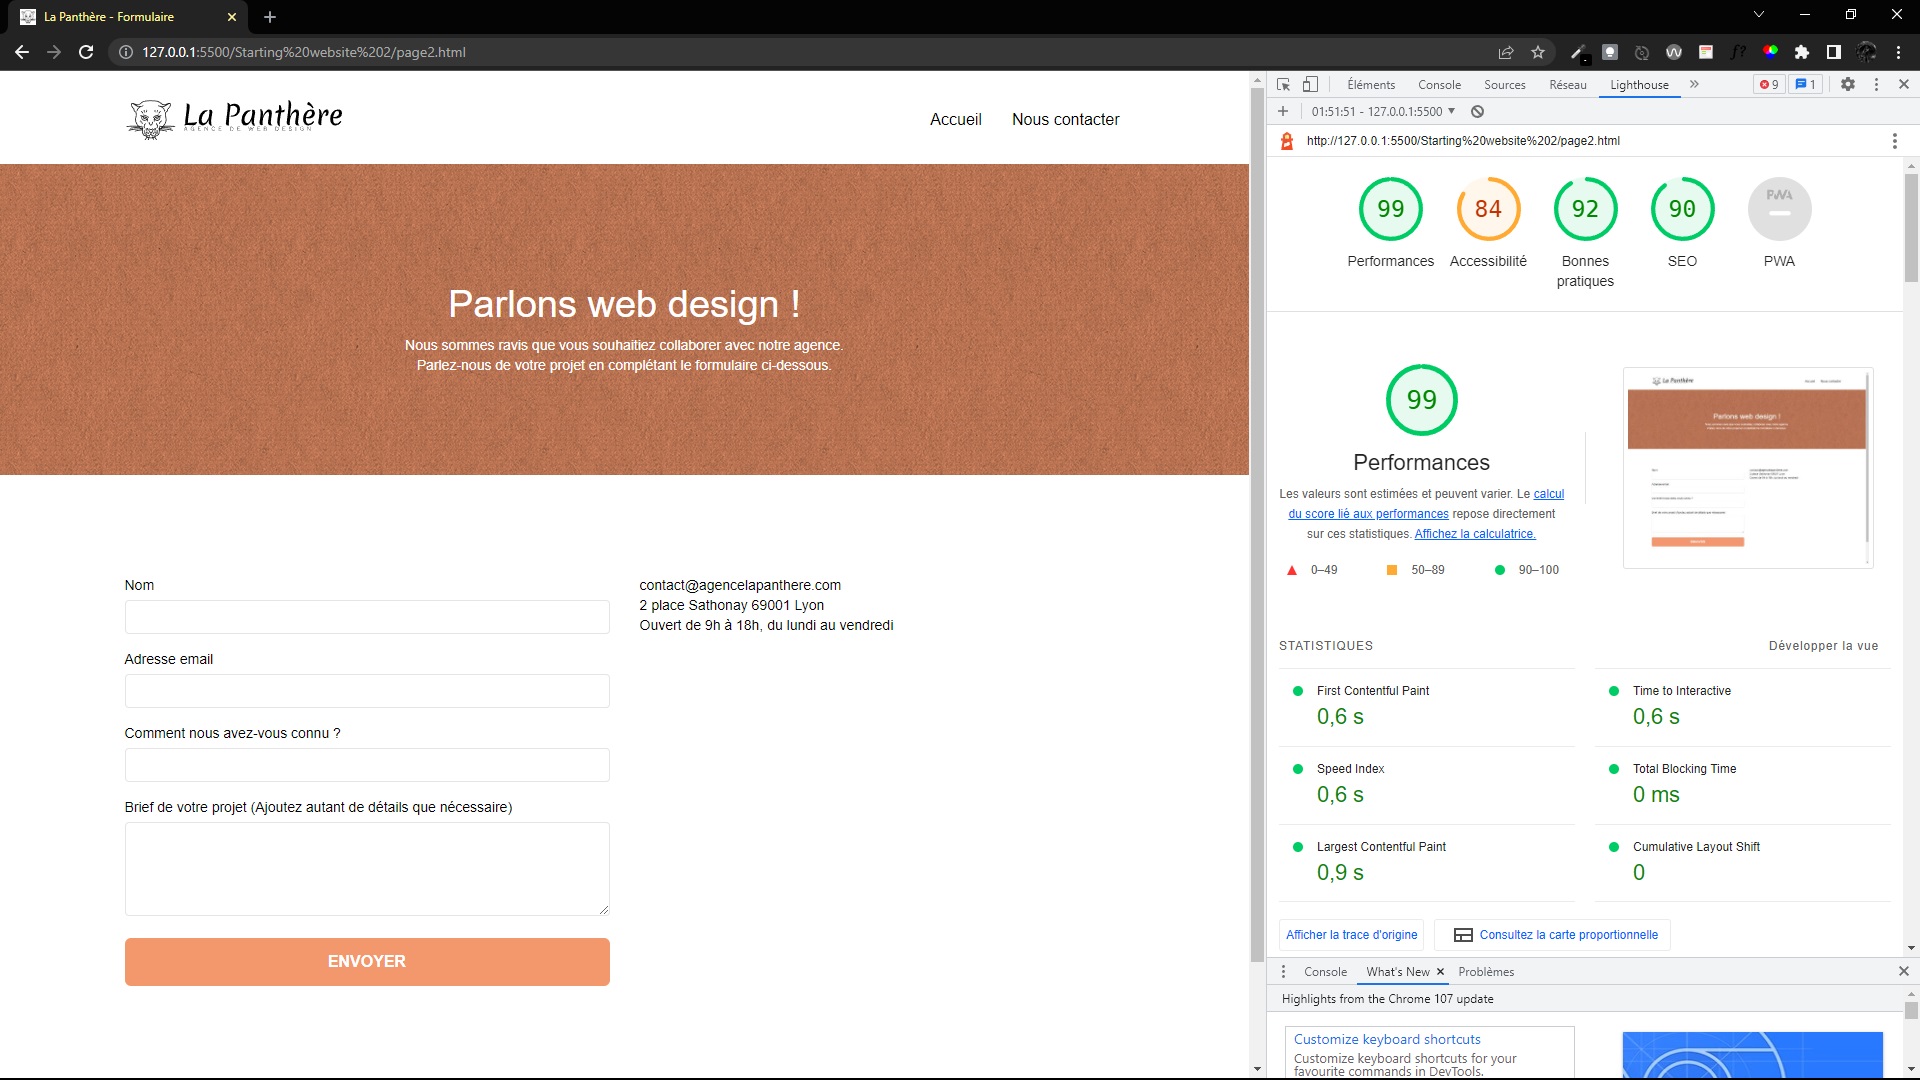 La Panthère - Formulaire
127.0.0.1:5500/Starting%20website%202/page2.html
La Panthère
AGENCE DE WEB DESIGN
Accueil
Nous contacter
Parlons web design !
Nous sommes ravis que vous souhaitiez collaborer avec notre agence.
Parlez-nous de votre projet en complétant le formulaire ci-dessous.
Nom
Adresse email
Comment nous avez-vous connu ?
Brief de votre projet (Ajoutez autant de détails que nécessaire)
ENVOYER
contact@agencelapanthere.com
2 place Sathonay 69001 Lyon
Ouvert de 9h à 18h, du lundi au vendredi
Éléments
Console
Sources
Réseau
Lighthouse
9
1
01:51:51 - 127.0.0.1:5500
http://127.0.0.1:5500/Starting%20website%202/page2.html
99
84
92
90
PWA
Performances
Accessibilité
Bonnes
pratiques
SEO
PWA
99
Performances
Les valeurs sont estimées et peuvent varier. Le calcul
du score lié aux performances repose directement
sur ces statistiques. Affichez la calculatrice.
0–49
50–89
90–100
La Panthère
Parlons web design !
STATISTIQUES
Développer la vue
First Contentful Paint
0,6 s
Time to Interactive
0,6 s
Speed Index
0,6 s
Total Blocking Time
0 ms
Largest Contentful Paint
0,9 s
Cumulative Layout Shift
0
Afficher la trace d'origine
Consultez la carte proportionnelle
Console
What's New
Problèmes
Highlights from the Chrome 107 update
Customize keyboard shortcuts
Customize keyboard shortcuts for your
favourite commands in DevTools.